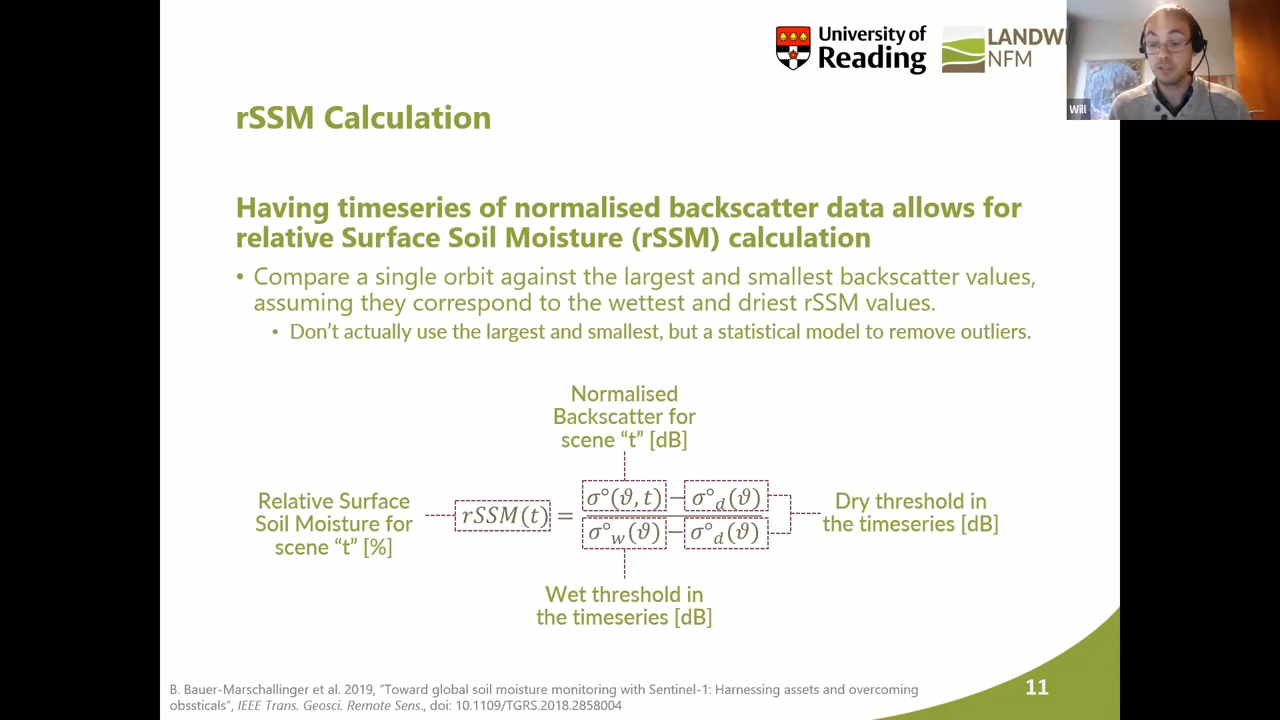 University of
Reading
LANDW
NFM
Will
rSSM Calculation
Having timeseries of normalised backscatter data allows for
relative Surface Soil Moisture (rSSM) calculation
• Compare a single orbit against the largest and smallest backscatter values,
assuming they correspond to the wettest and driest rSSM values.
• Don't actually use the largest and smallest, but a statistical model to remove outliers.
Normalised
Backscatter for
scene “t” [dB]
Relative Surface
Soil Moisture for
scene “t” [%]
rSSM(t) =
σ°(ϑ, t) − σ°d(ϑ)
σ°w(ϑ) − σ°d(ϑ)
Dry threshold in
the timeseries [dB]
Wet threshold in
the timeseries [dB]
B. Bauer-Marschallinger et al. 2019, “Toward global soil moisture monitoring with Sentinel-1: Harnessing assets and overcoming
obssticals”, IEEE Trans. Geosci. Remote Sens., doi: 10.1109/TGRS.2018.2858004
11